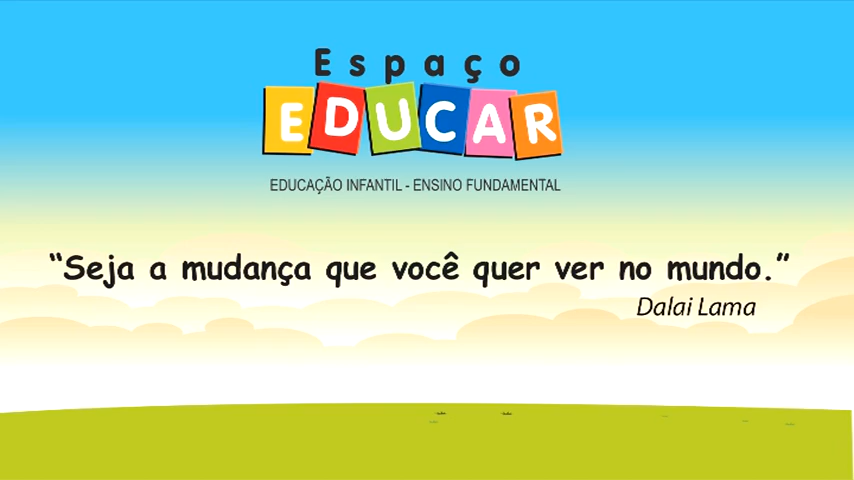 Espaço
EDUCAR
EDUCAÇÃO INFANTIL - ENSINO FUNDAMENTAL
“Seja a mudança que você quer ver no mundo.”
Dalai Lama